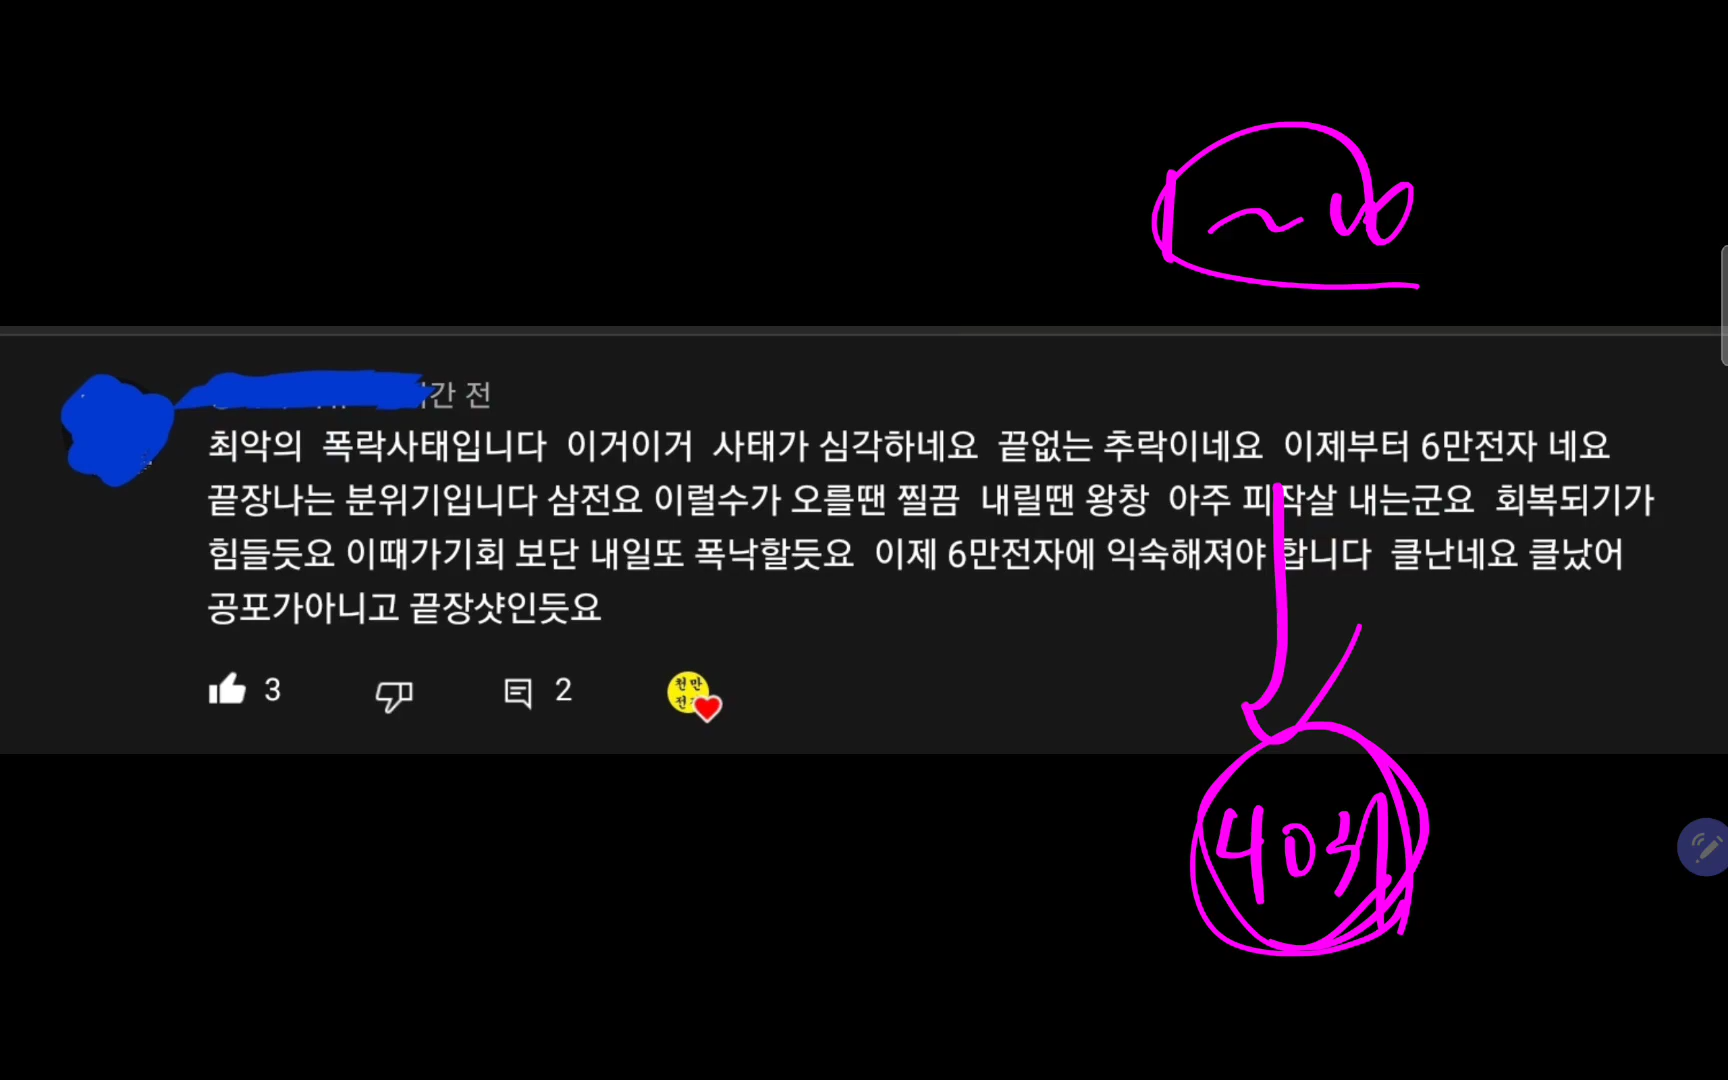 간 전
최악의 폭락사태입니다 이거이거 사태가 심각하네요 끝없는 추락이네요 이제부터 6만전자 네요
끝장나는 분위기입니다 삼전요 이럴수가 오를땐 찔끔 내릴땐 왕창 아주 피작살 내는군요 회복되기가
힘들듯요 이때가기회 보단 내일또 폭낙할듯요 이제 6만전자에 익숙해져야 합니다 클난네요 클났어
공포가아니고 끝장샷인듯요
3
2
천만